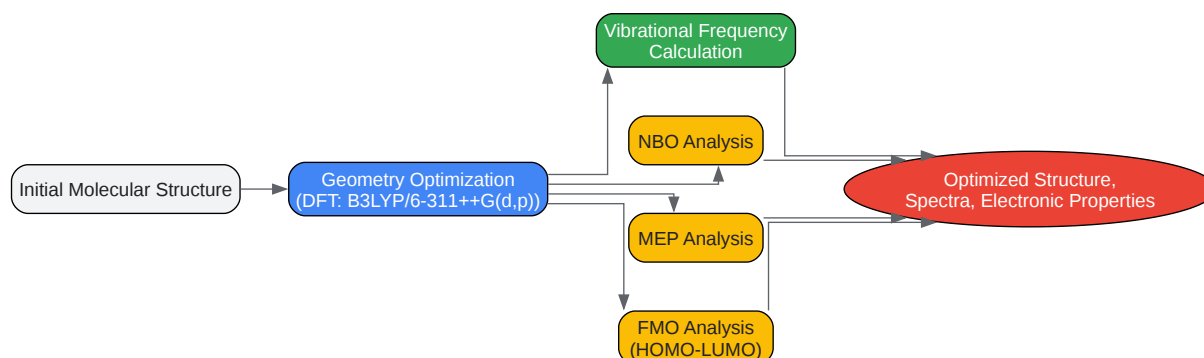 Vibrational Frequency
Calculation
NBO Analysis
Initial Molecular Structure
Geometry Optimization
(DFT: B3LYP/6-311++G(d,p))
Optimized Structure,
Spectra, Electronic Properties
MEP Analysis
FMO Analysis
(HOMO-LUMO)